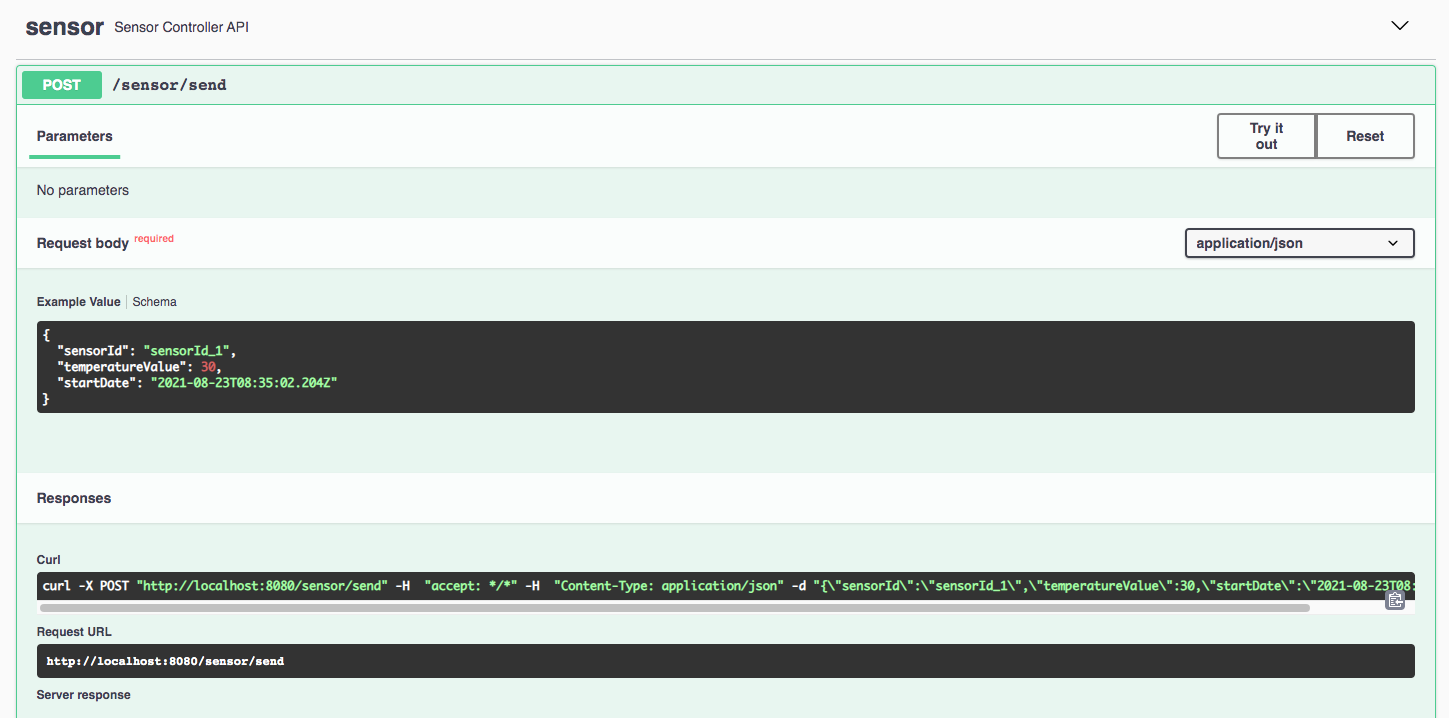 sensor Sensor Controller API
POST /sensor/send
Parameters
Try it
out
Reset
No parameters
Request body required
application/json
Example Value Schema
{
"sensorId": "sensorId_1",
"temperatureValue": 30,
"startDate": "2021-08-23T08:35:02.204Z"
}
Responses
Curl
curl -X POST "http://localhost:8080/sensor/send" -H "accept: */*" -H "Content-Type: application/json" -d "{\"sensorId\":\"sensorId_1\",\"temperatureValue\":30,\"startDate\":\"2021-08-23T08:
Request URL
http://localhost:8080/sensor/send
Server response